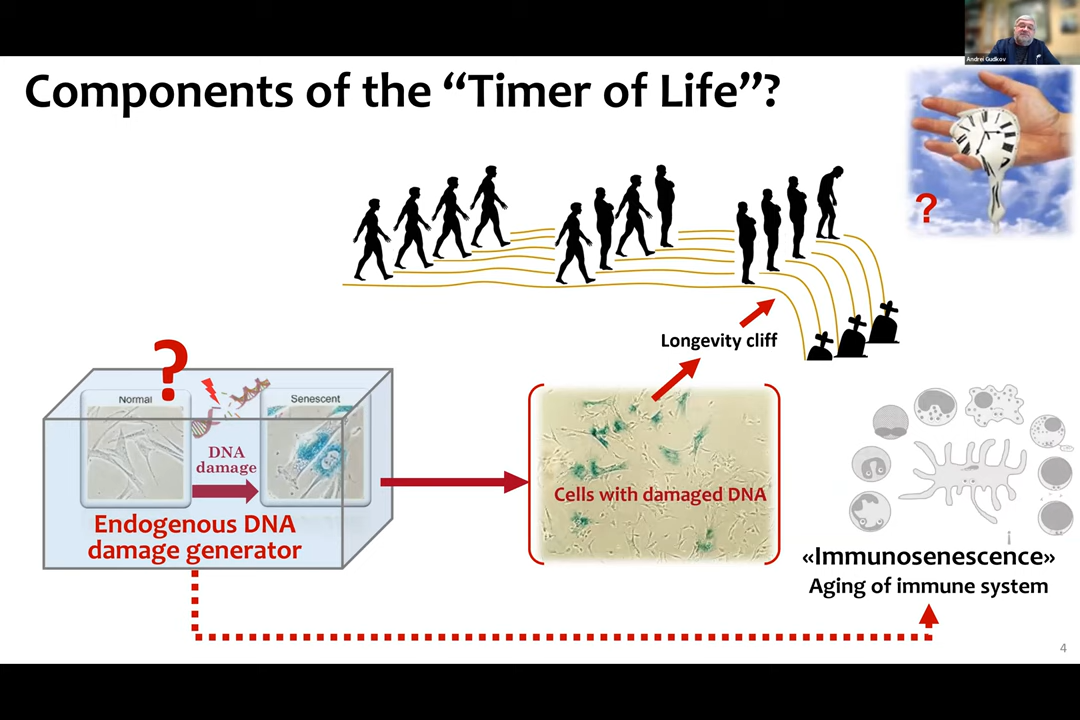 Andrei Gudkov
Components of the “Timer of Life”?
?
Longevity cliff
?
Normal
Senescent
DNA
damage
Endogenous DNA
damage generator
Cells with damaged DNA
«Immunosenescence»
Aging of immune system
4